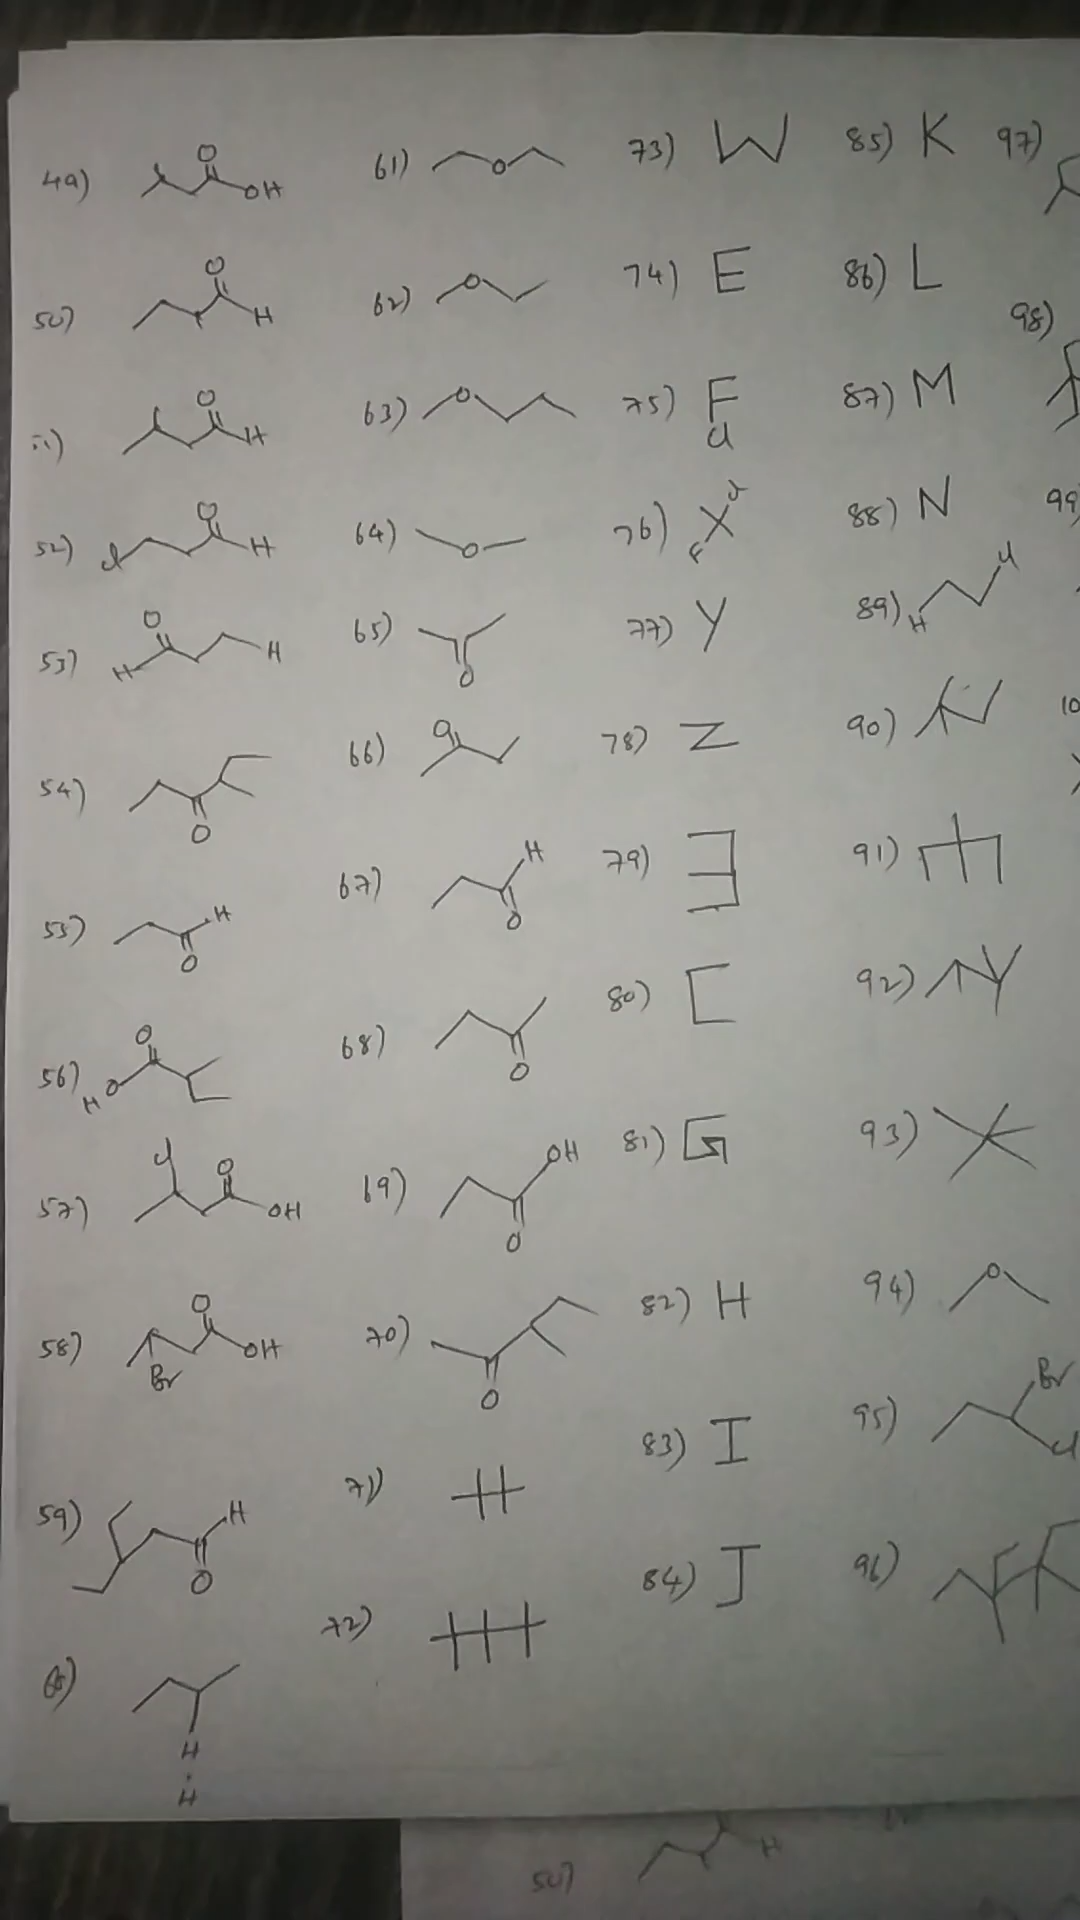 49) O OH
50) O H
51) O H
52) Cl O H
53) O H H
54) O
55) H O
56) O O H
57) Cl O OH
58) O OH Br
59) H O
H
H
61) O
62) O
63) O
64) O
65) O
66) O
67) H O
68) O
69) OH O
70) O
71)
72)
73) W
74) E
75) F Cl
76) X F
77) Y
78) Z
79)
80)
81) G
82) H
83) I
84) J
85) K
86) L
87) M
88) N
89) H Cl
90)
91)
92)
93)
94) O
95) Br Cl
96)
97)
98)
99)
10
50) H